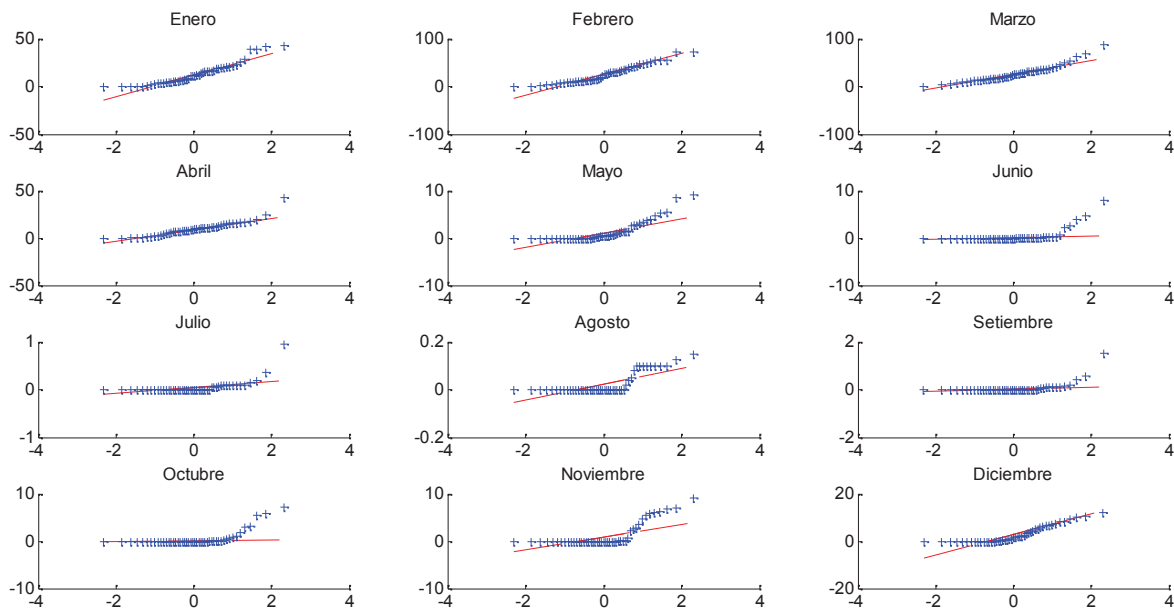 Enero Febrero Marzo
50 100 100
0 0 0
-50 -100 -100
-4 -2 0 2 4 -4 -2 0 2 4 -4 -2 0 2 4
Abril Mayo Junio
50 10 10
0 0 0
-50 -10 -10
-4 -2 0 2 4 -4 -2 0 2 4 -4 -2 0 2 4
Julio Agosto Setiembre
1 0.2 2
0 0 0
-1 -0.2 -2
-4 -2 0 2 4 -4 -2 0 2 4 -4 -2 0 2 4
Octubre Noviembre Diciembre
10 10 20
0 0 0
10 10 20
-4 -2 0 2 4 -4 -2 0 2 4 -4 -2 0 2 4